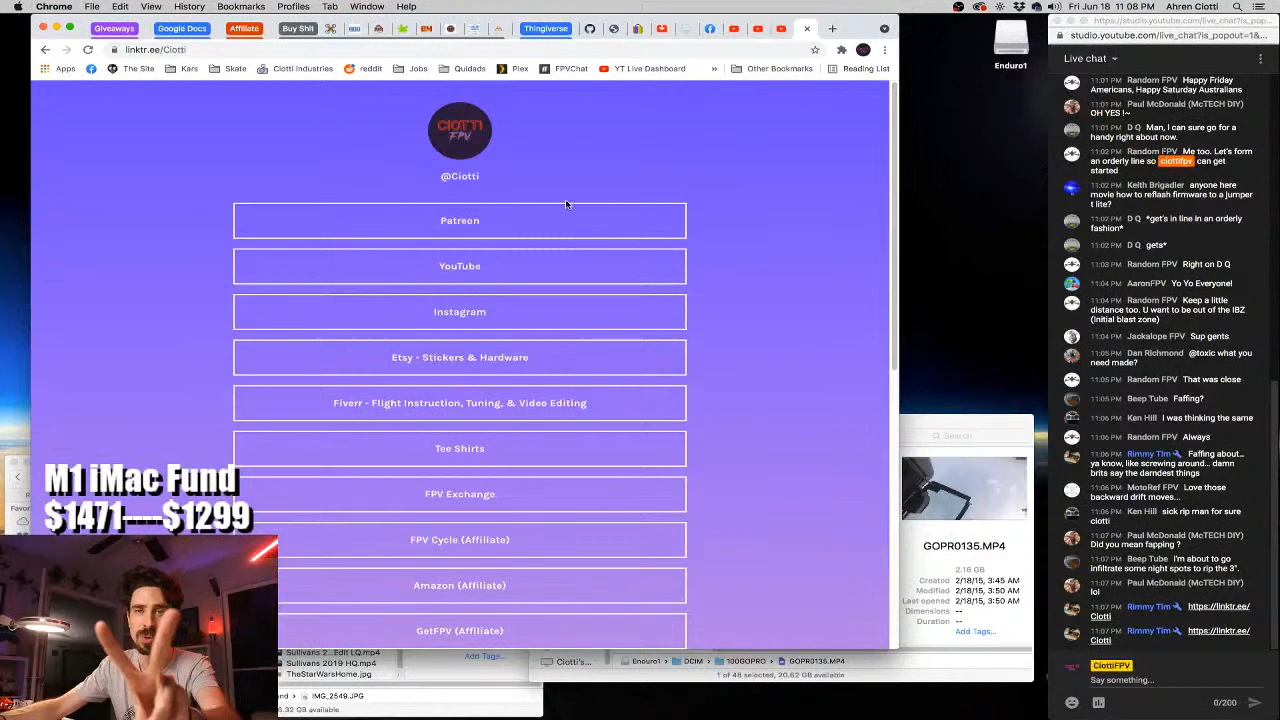 Chrome File Edit View History Bookmarks Profiles Tab Window Help
Fri Jun 18 11:08 PM Ahren Ciotti
Giveaways Google Docs Affiliate Buy Shit Thingiverse
linktr.ee/Ciotti
Apps The Site Kars Skate Ciotti Industries reddit Jobs Quidads Plex FPVChat YT Live Dashboard » Other Bookmarks Reading List
CIOTTI
FPV
@Ciotti
Patreon
YouTube
Instagram
Etsy - Stickers & Hardware
Fiverr - Flight Instruction, Tuning, & Video Editing
Tee Shirts
FPV Exchange
FPV Cycle (Affiliate)
Amazon (Affiliate)
GetFPV (Affiliate)
M1 iMac Fund
$1471----$1299
Sullivans 2...Edit LQ.mp4
Sullivans 2019 HQ.mp4
TheStarWarsHome.jpg
Add Tags...
IMG_2549.JPG
Enduro1
Search
GOPR0135.MP4
2.16 GB
Created 2/18/15, 3:45 AM
Modified 2/18/15, 3:50 AM
Last opened 2/18/15, 3:50 AM
Dimensions --
Duration --
Add Tags...
Ciotti's...
Enduro1 › DCIM › 100GOPRO › GOPR0135.MP4
1 of 46 selected, 20.62 GB available
studio.youtube.com/live_chat?is_popout=1&...
studio.youtube.com/live_chat?is_popout=1&...
Live chat
11:01 PM Random FPV Happy Friday
Americans, Happy Saturday Australians
11:01 PM Paul McDonald (McTECH DIY)
OH YES !~
11:01 PM D Q Man, I can sure go for a
handy right about now.
11:02 PM Random FPV Me too. Let's form
an orderly line so ciottifpv can get
started
11:02 PM Keith Brigadier anyone here
movie how to reflash firmware to a jumper
t lite?
11:02 PM D Q *get's in line in an orderly
fashion*
11:02 PM D Q gets*
11:03 PM Random FPV Right on D Q
11:04 PM AaronFPV Yo Yo Everyone!
11:04 PM Random FPV Keep a little
distance too. U want to be out of the IBZ
(Initial blast zone)
11:04 PM Jackalope FPV Sup gents
11:05 PM Dan Richmond @toxic what you
need made?
11:05 PM Random FPV That was close
11:05 PM Beep Tube Faffing?
11:06 PM Ken Hill I was thinking the same
11:06 PM Random FPV Always
11:06 PM Rimmy Tim Faffing about...
ya know, like screwing around... damn
brits say the darndest things
11:06 PM MotoRef FPV Love those
backward drift moves...
11:06 PM Ken Hill sick rip man for sure
ciotti
11:06 PM Paul McDonald (McTECH DIY)
Did you mean fapping ?
11:07 PM Beep Tube I'm about to go
infiltrate some night spots to rip the 3".
11:07 PM Paul McDonald (McTECH DIY)
lol
11:07 PM Rimmy Tim https://linktr.ee/
Ciotti
11:07 PM Rimmy Tim https://linktr.ee/
Ciotti
CiottiFPV
Say something...
0/200